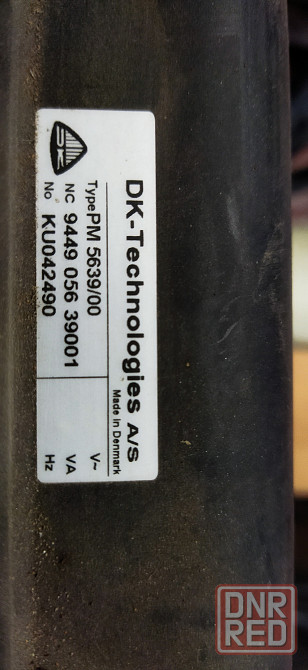 DK
DK-Technologies A/S
Made in Denmark
Type PM 5639/00
V~
NC 9449 056 39001
VA
No KU042490
Hz
DNR
RED